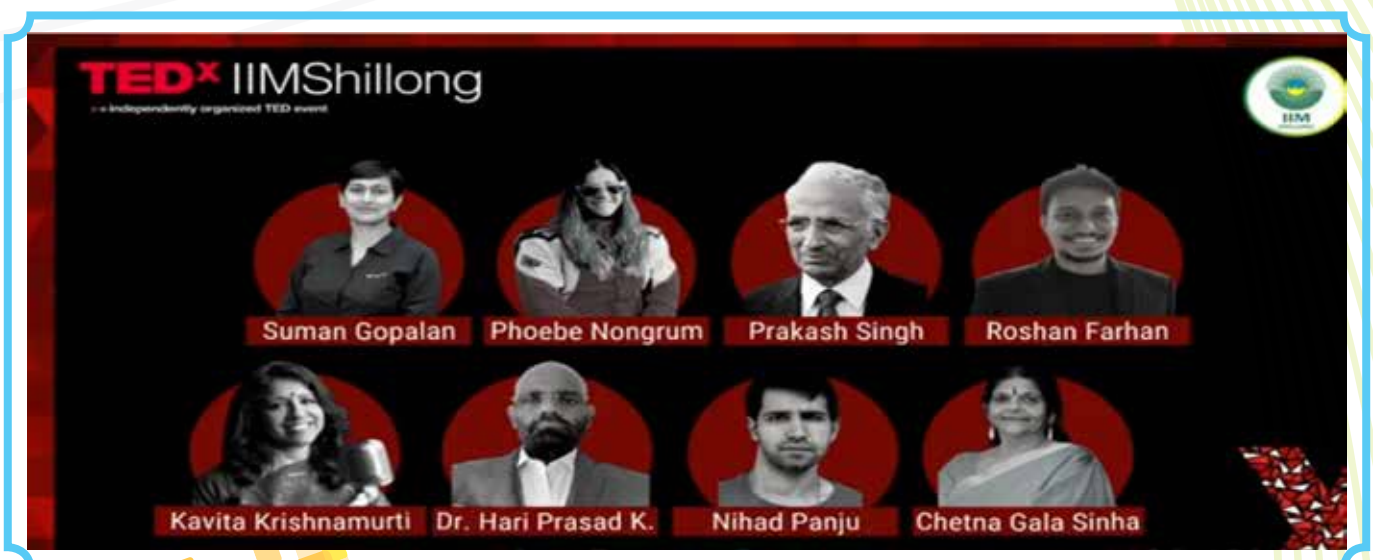 TEDx IIMShillong
x = independently organized TED event
IIM
Suman Gopalan
Phoebe Nongrum
Prakash Singh
Roshan Farhan
Kavita Krishnamurti
Dr. Hari Prasad K.
Nihad Panju
Chetna Gala Sinha